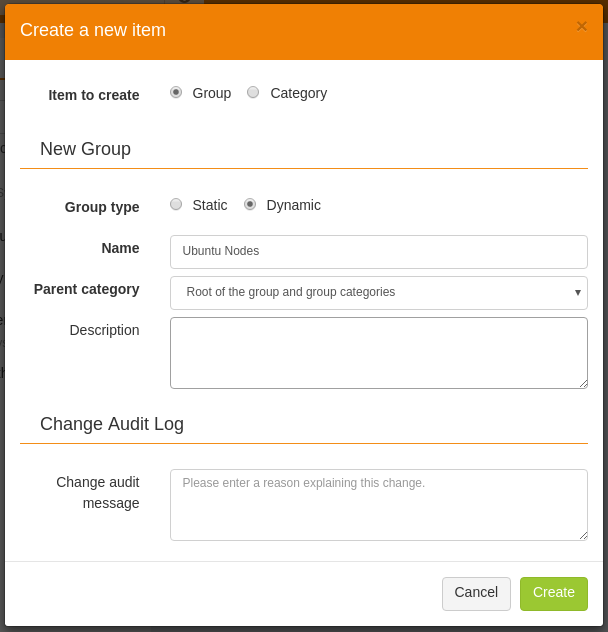 Create a new item ×
Item to create Group Category
New Group
Group type Static Dynamic
Name Ubuntu Nodes
Parent category Root of the group and group categories
Description
Change Audit Log
Change audit message Please enter a reason explaining this change.
Cancel Create